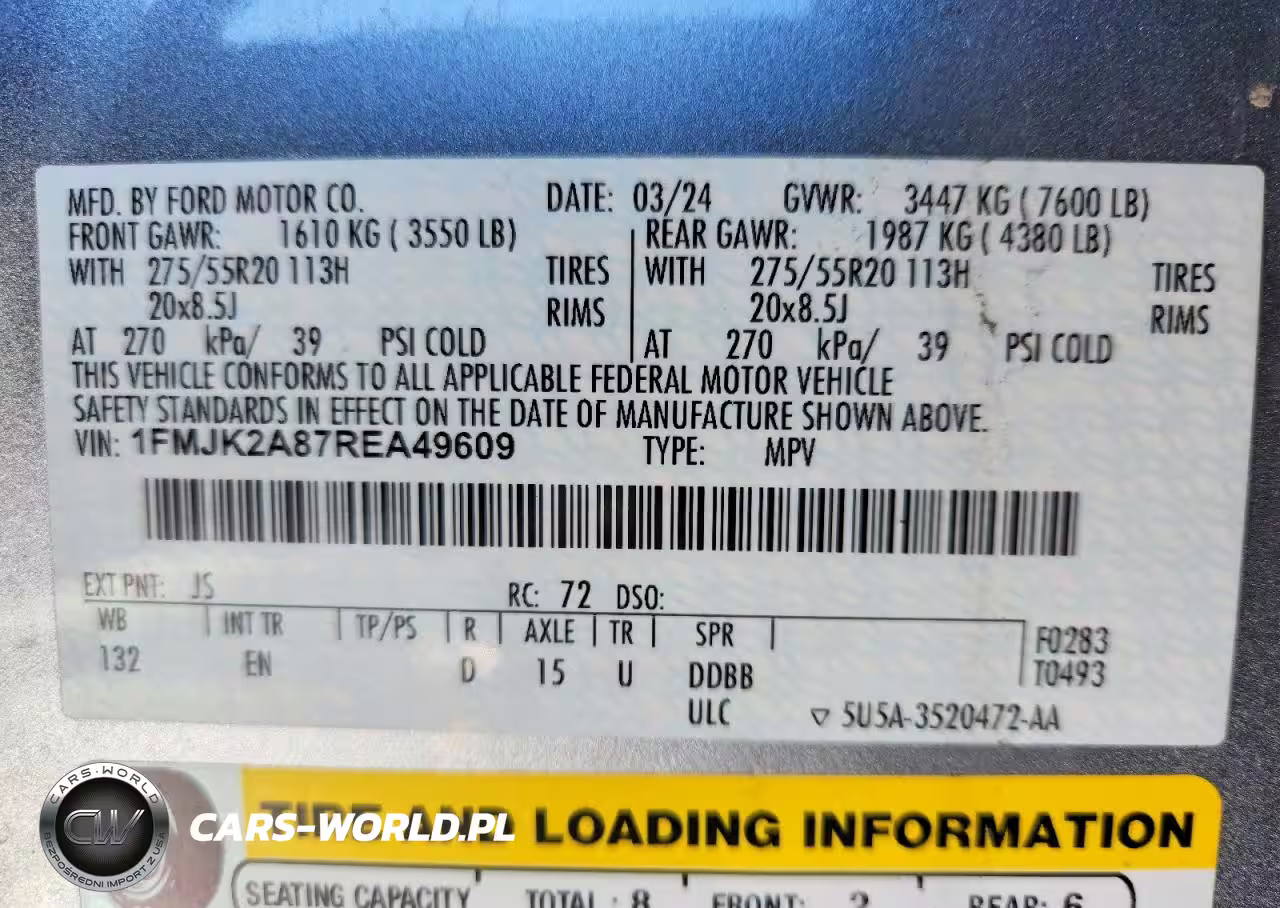 MFD. BY FORD MOTOR CO. DATE: 03/24 GVWR: 3447 KG ( 7600 LB)
FRONT GAWR: 1610 KG ( 3550 LB) REAR GAWR: 1987 KG ( 4380 LB)
WITH 275/55R20 113H TIRES WITH 275/55R20 113H TIRES
20x8.5J RIMS 20x8.5J RIMS
AT 270 kPa/ 39 PSI COLD AT 270 kPa/ 39 PSI COLD
THIS VEHICLE CONFORMS TO ALL APPLICABLE FEDERAL MOTOR VEHICLE
SAFETY STANDARDS IN EFFECT ON THE DATE OF MANUFACTURE SHOWN ABOVE.
VIN: 1FMJK2A87REA49609 TYPE: MPV
EXT PNT: JS RC: 72 DSO:
WB INT TR TP/PS R AXLE TR SPR F0283
132 EN D 15 U DDBB T0493
ULC ▽ 5U5A-3520472-AA
TIRE AND LOADING INFORMATION
SEATING CAPACITY TOTAL : 8 FRONT: 2 REAR: 6
CARS-WORLD
CW
BEZPOŚREDNI IMPORT Z USA
CARS-WORLD.PL